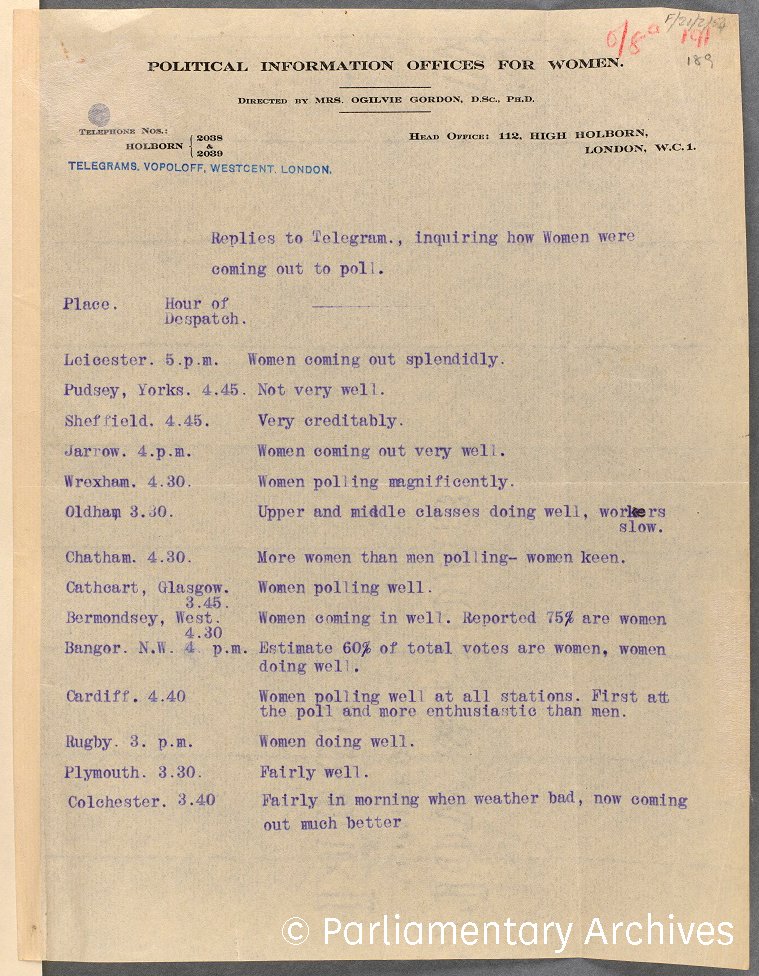 F/21/2/54
191
189
POLITICAL INFORMATION OFFICES FOR WOMEN.
DIRECTED BY MRS. OGILVIE GORDON, D.SC., PH.D.
TELEPHONE NOS.:
HOLBORN { 2038 & 2039
HEAD OFFICE: 112, HIGH HOLBORN,
LONDON, W.C.1.
TELEGRAMS. VOPOLOFF, WESTCENT. LONDON.
Replies to Telegram., inquiring how Women were
coming out to poll.
Place. Hour of
Despatch.
Leicester. 5.p.m. Women coming out splendidly.
Pudsey, Yorks. 4.45. Not very well.
Sheffield. 4.45. Very creditably.
Jarrow. 4.p.m. Women coming out very well.
Wrexham. 4.30. Women polling magnificently.
Oldham 3.30. Upper and middle classes doing well, workers
slow.
Chatham. 4.30. More women than men polling- women keen.
Cathcart, Glasgow. Women polling well.
3.45.
Bermondsey, West. Women coming in well. Reported 75% are women
4.30
Bangor. N.W. 4 p.m. Estimate 60% of total votes are women, women
doing well.
Cardiff. 4.40 Women polling well at all stations. First att
the poll and more enthusiastic than men.
Rugby. 3. p.m. Women doing well.
Plymouth. 3.30. Fairly well.
Colchester. 3.40 Fairly in morning when weather bad, now coming
out much better
© Parliamentary Archives